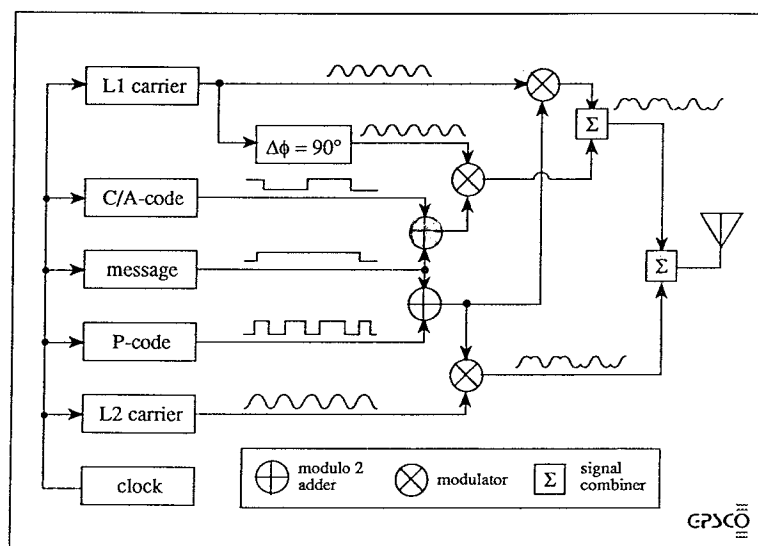 L1 carrier
Δϕ = 90°
Σ
C/A-code
message
Σ
P-code
L2 carrier
clock
modulo 2
adder
modulator
Σ
signal
combiner
GPSCO